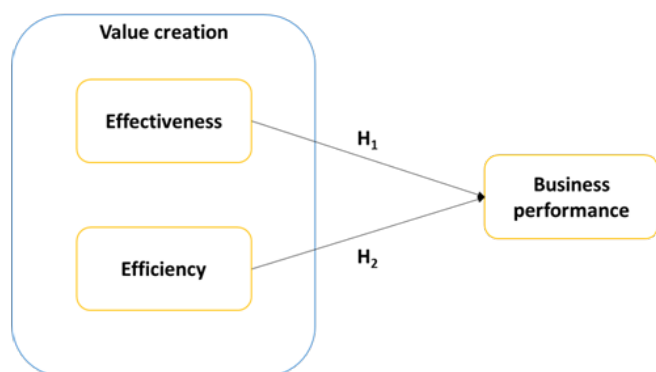 Value creation
Effectiveness
H₁
Business
performance
Efficiency
H₂